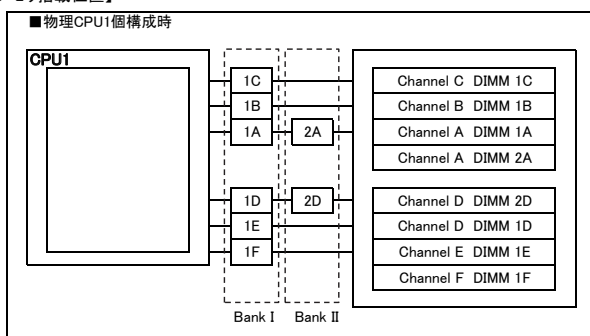 ■物理CPU1個構成時
CPU1
1C
1B
1A
2A
1D
2D
1E
1F
Channel C DIMM 1C
Channel B DIMM 1B
Channel A DIMM 1A
Channel A DIMM 2A
Channel D DIMM 2D
Channel D DIMM 1D
Channel E DIMM 1E
Channel F DIMM 1F
Bank I
Bank II